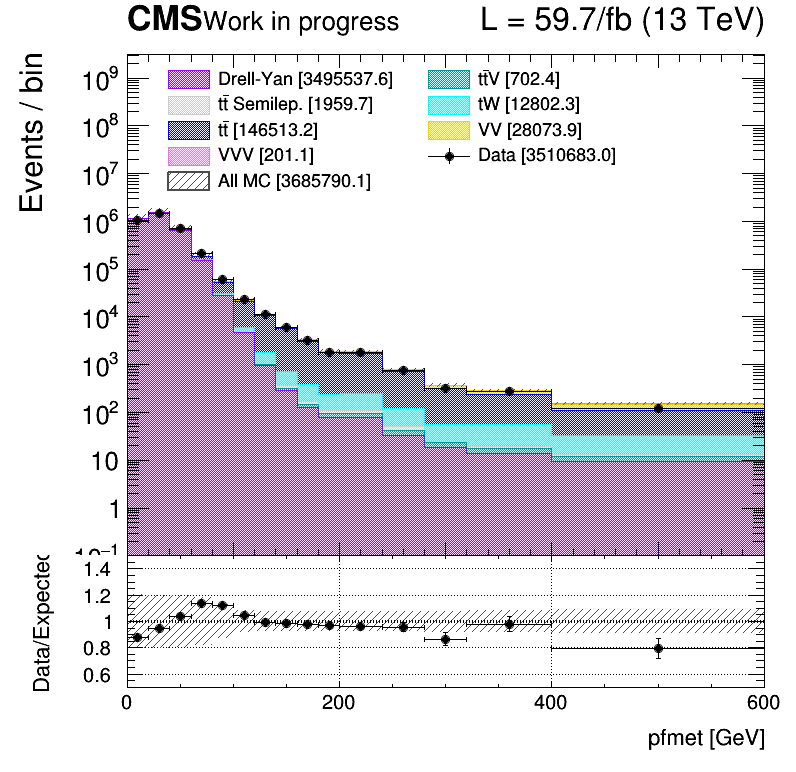 CMS Work in progress L = 59.7/fb (13 TeV)
Events / bin
Drell-Yan [3495537.6]
tt̄ Semilep. [1959.7]
tt̄ [146513.2]
VVV [201.1]
All MC [3685790.1]
tt̄V [702.4]
tW [12802.3]
VV [28073.9]
Data [3510683.0]
10⁹
10⁸
10⁷
10⁶
10⁵
10⁴
10³
10²
10
1
10⁻¹
Data/Expected
1.4
1.2
1
0.8
0.6
0 200 400 600
pfmet [GeV]